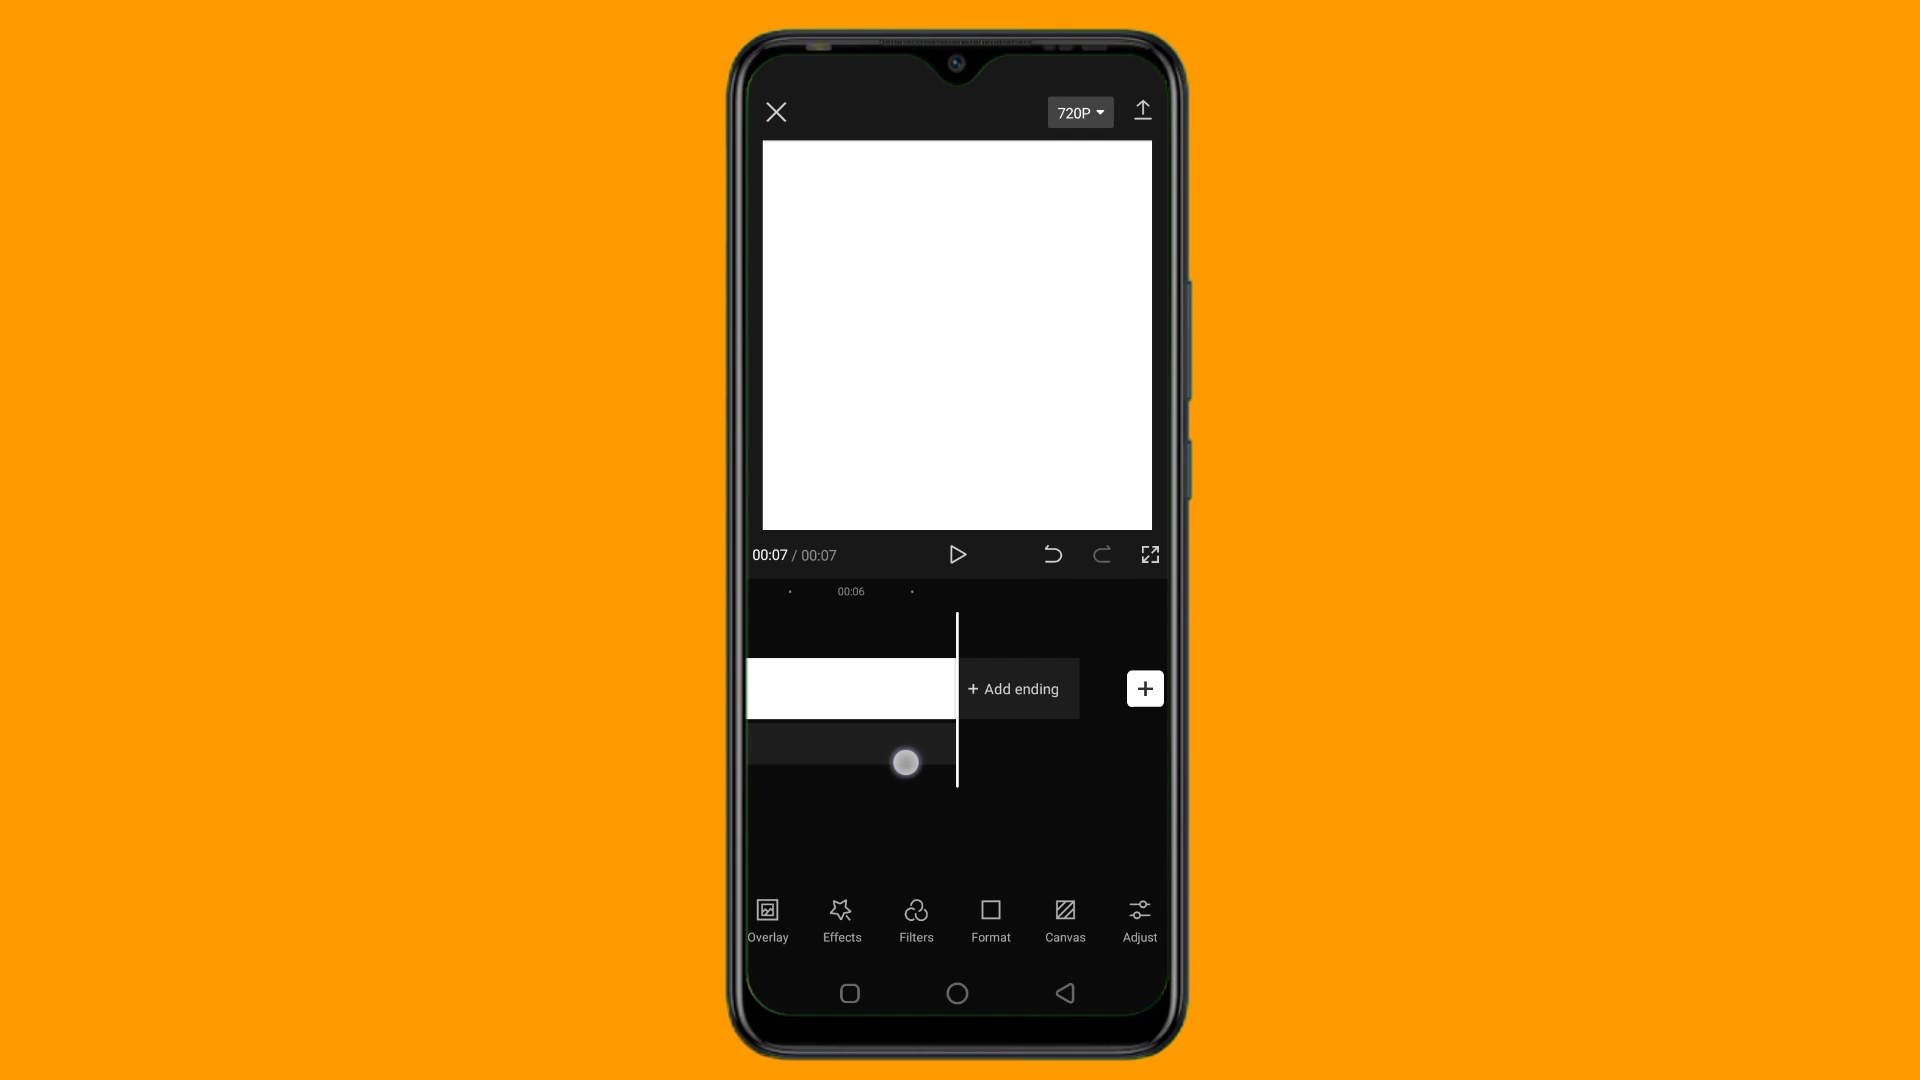 720P
00:07 / 00:07
00:06
+ Add ending
Overlay
Effects
Filters
Format
Canvas
Adjust